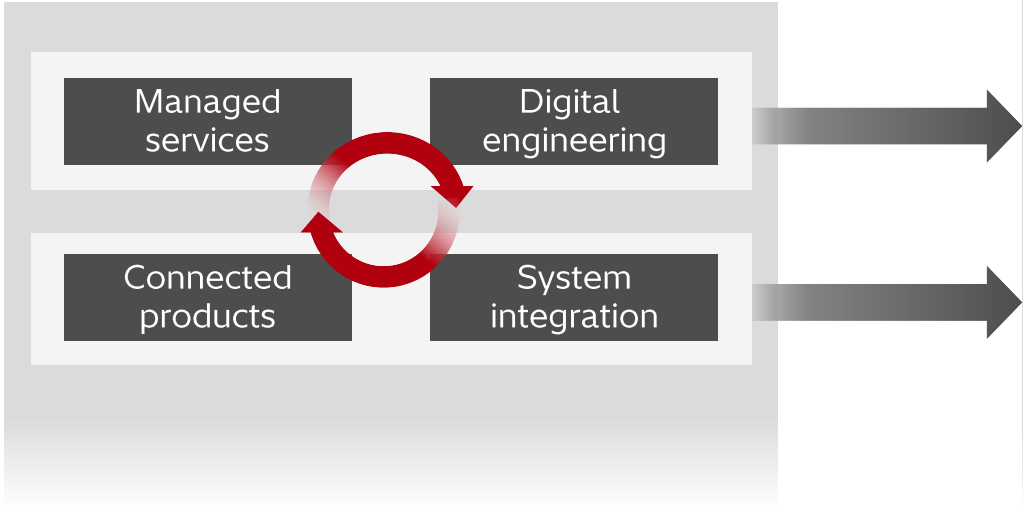 Managed
services
Digital
engineering
Connected
products
System
integration